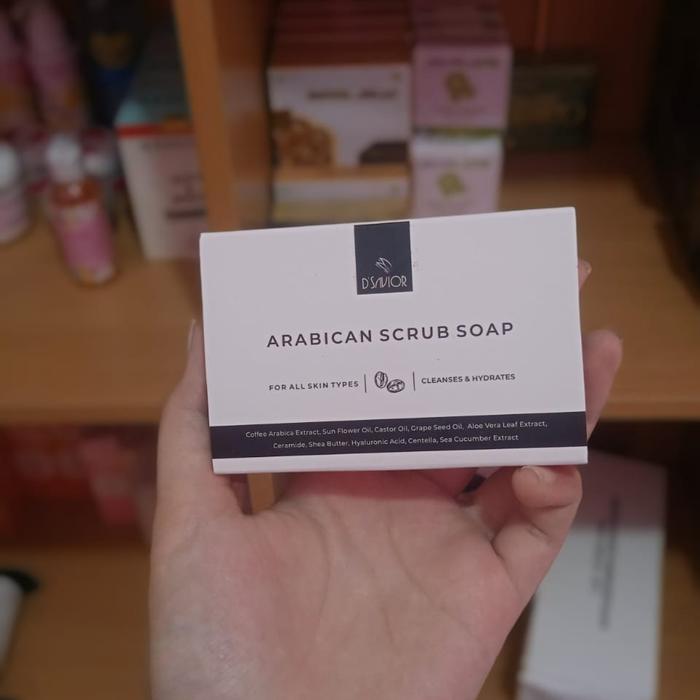 D'SAVIOR
ARABICAN SCRUB SOAP
FOR ALL SKIN TYPES
CLEANSES & HYDRATES
Coffee Arabica Extract, Sun Flower Oil, Castor Oil, Grape Seed Oil, Aloe Vera Leaf Extract,
Ceramide, Shea Butter, Hyaluronic Acid, Centella, Sea Cucumber Extract